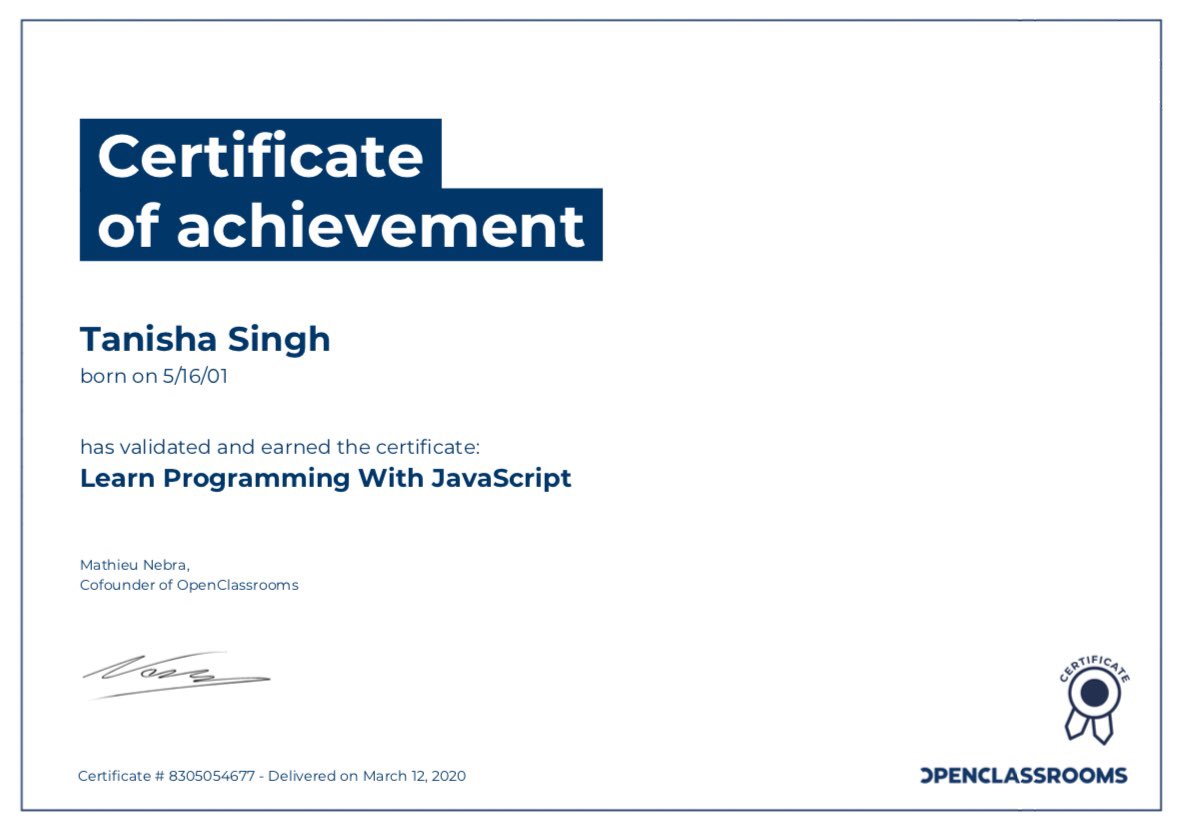 Certificate
of achievement
Tanisha Singh
born on 5/16/01
has validated and earned the certificate:
Learn Programming With JavaScript
Mathieu Nebra,
Cofounder of OpenClassrooms
CERTIFICATE
Certificate # 8305054677 - Delivered on March 12, 2020
OPENCLASSROOMS